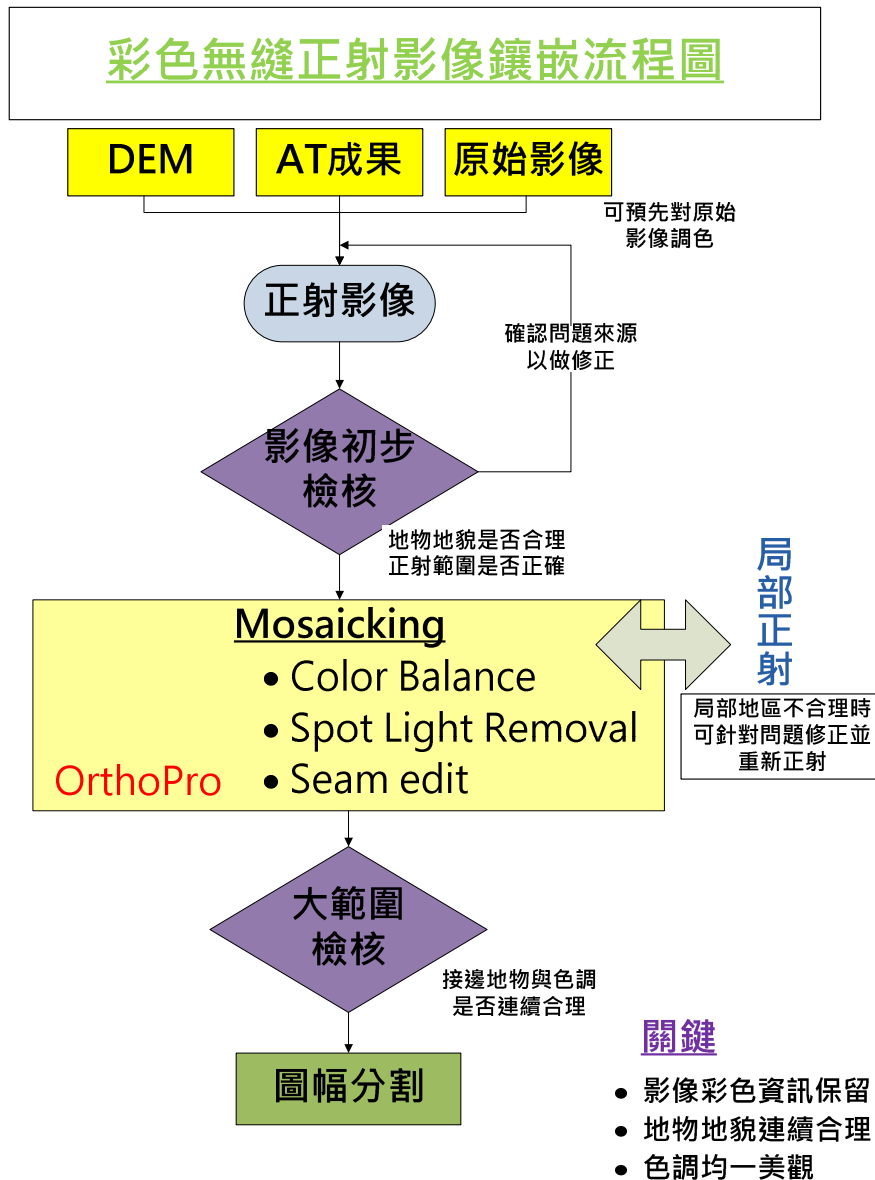 彩色無縫正射影像鑲嵌流程圖
DEM
AT成果
原始影像
可預先對原始
影像調色
正射影像
確認問題來源
以做修正
影像初步
檢核
地物地貌是否合理
正射範圍是否正確
局部正射
Mosaicking
• Color Balance
• Spot Light Removal
• Seam edit
OrthoPro
局部地區不合理時
可針對問題修正並
重新正射
大範圍
檢核
接邊地物與色調
是否連續合理
圖幅分割
關鍵
• 影像彩色資訊保留
• 地物地貌連續合理
• 色調均一美觀